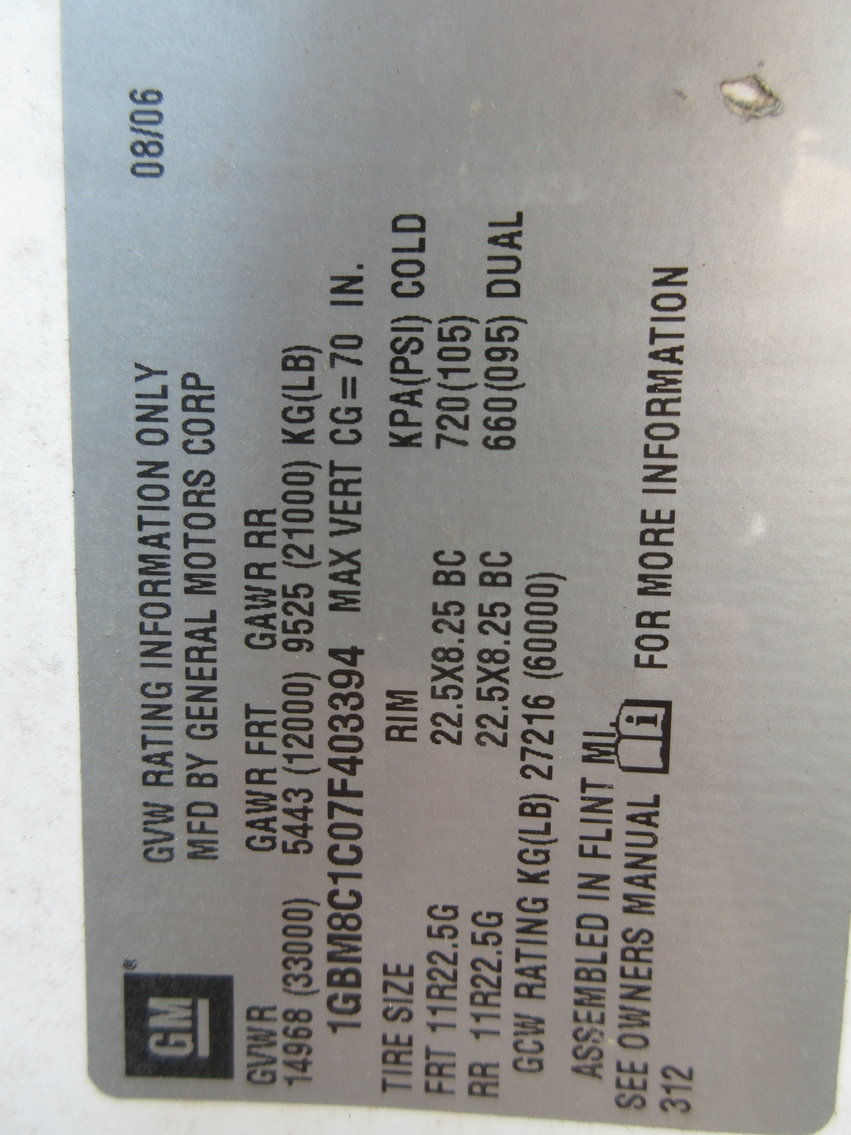 GM®
GVW RATING INFORMATION ONLY 08/06
MFD BY GENERAL MOTORS CORP
GVWR GAWR FRT GAWR RR
14968 (33000) 5443 (12000) 9525 (21000) KG(LB)
1GBM8C1C07F403394 MAX VERT CG=70 IN.
TIRE SIZE RIM KPA(PSI) COLD
FRT 11R22.5G 22.5X8.25 BC 720(105)
RR 11R22.5G 22.5X8.25 BC 660(095) DUAL
GCW RATING KG(LB) 27216 (60000)
ASSEMBLED IN FLINT MI.
SEE OWNERS MANUAL i FOR MORE INFORMATION
312